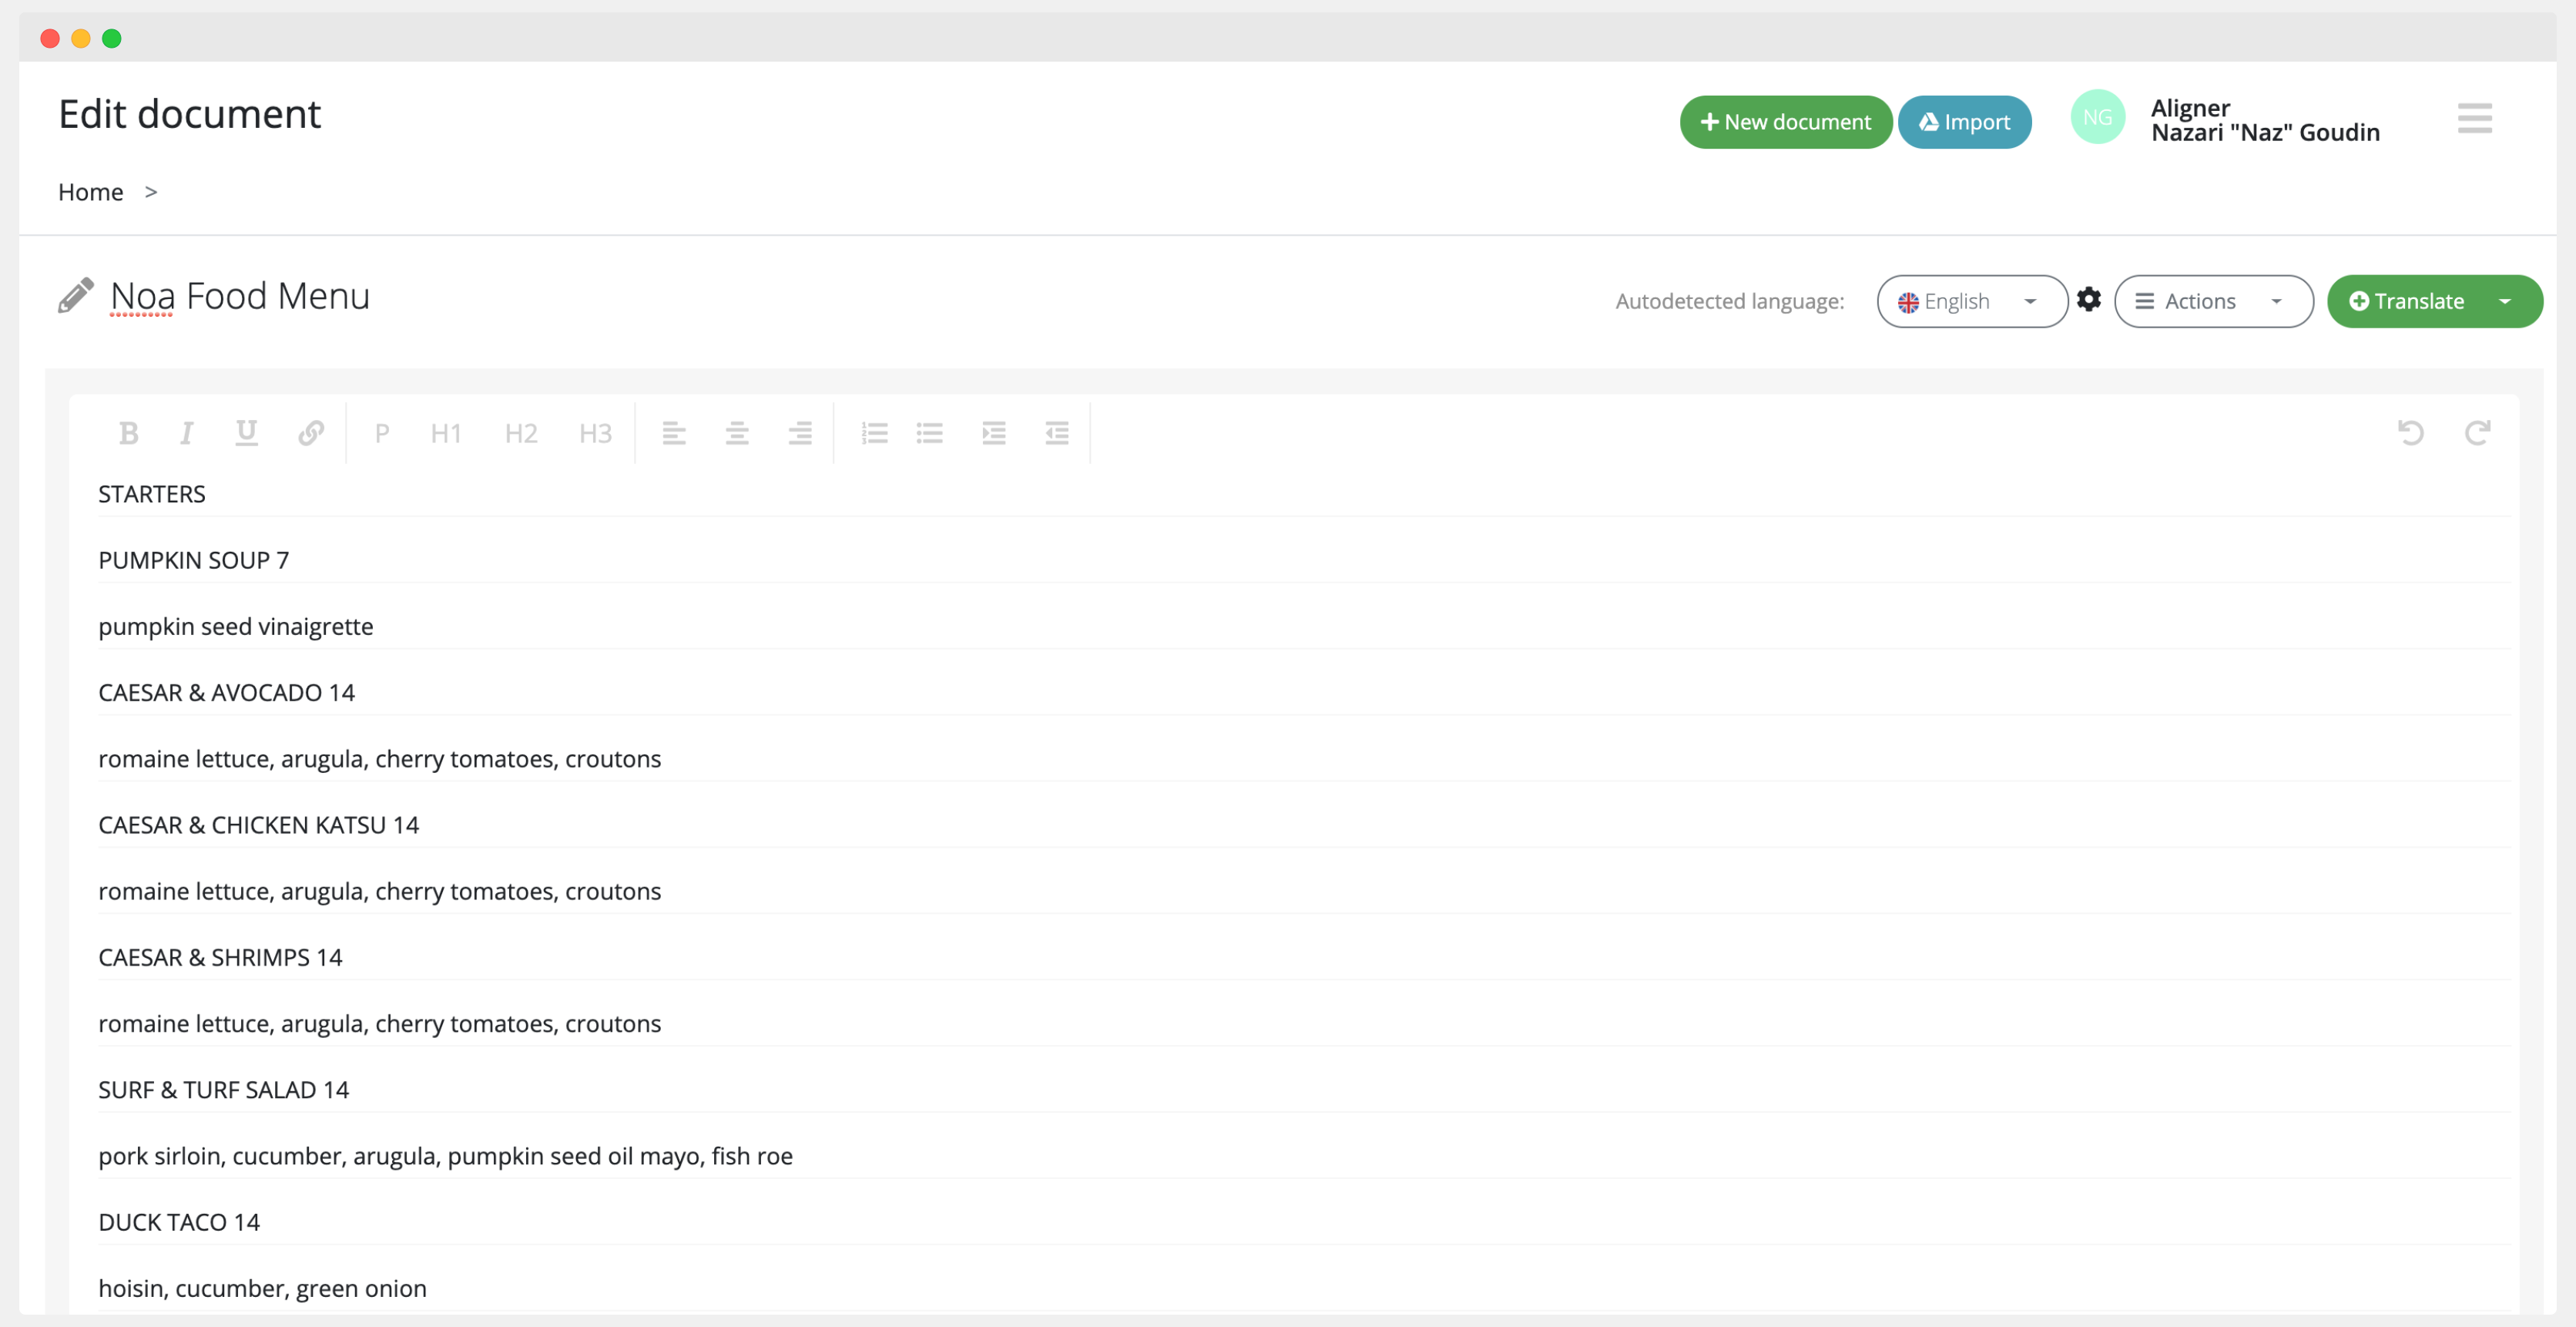 Edit document
+ New document
Import
NG
Aligner
Nazari "Naz" Goudin
Home >
Noa Food Menu
Autodetected language:
English
Actions
Translate
B I U P H1 H2 H3
STARTERS
PUMPKIN SOUP 7
pumpkin seed vinaigrette
CAESAR & AVOCADO 14
romaine lettuce, arugula, cherry tomatoes, croutons
CAESAR & CHICKEN KATSU 14
romaine lettuce, arugula, cherry tomatoes, croutons
CAESAR & SHRIMPS 14
romaine lettuce, arugula, cherry tomatoes, croutons
SURF & TURF SALAD 14
pork sirloin, cucumber, arugula, pumpkin seed oil mayo, fish roe
DUCK TACO 14
hoisin, cucumber, green onion